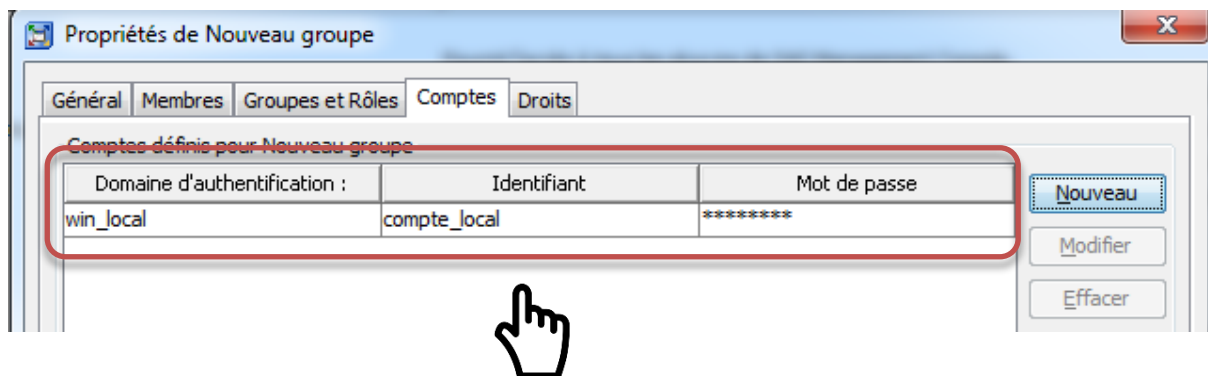 Propriétés de Nouveau groupe
Général Membres Groupes et Rôles Comptes Droits
Comptes définis pour Nouveau groupe
Domaine d'authentification : Identifiant Mot de passe
Nouveau
win_local compte_local ********
Modifier
Effacer